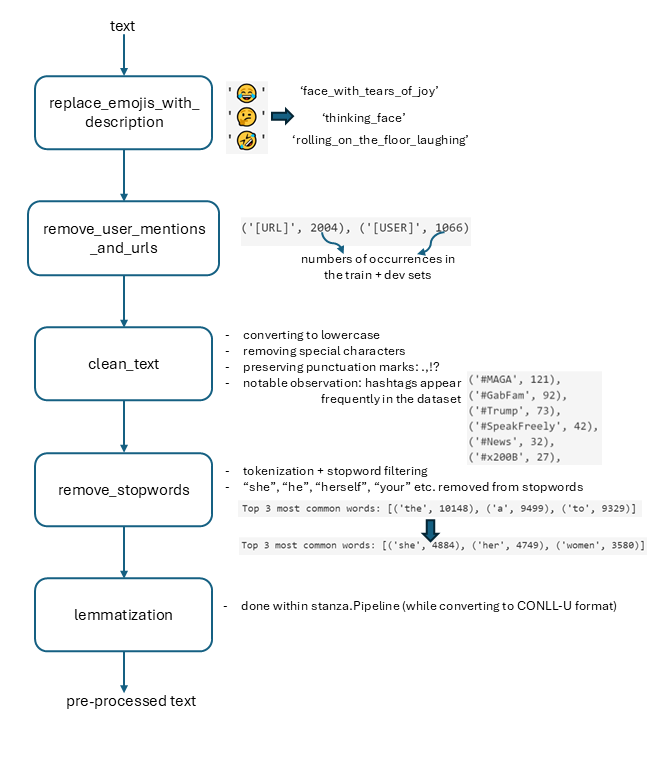 text
replace_emojis_with_
description
' 😂 '
' 🤔 '
' 🤣 '
‘face_with_tears_of_joy’
‘thinking_face’
‘rolling_on_the_floor_laughing’
remove_user_mentions
_and_urls
('[URL]', 2004), ('[USER]', 1066)
numbers of occurrences in
the train + dev sets
clean_text
- converting to lowercase
- removing special characters
- preserving punctuation marks: .,!?
- notable observation: hashtags appear
frequently in the dataset
('#MAGA', 121),
('#GabFam', 92),
('#Trump', 73),
('#SpeakFreely', 42),
('#News', 32),
('#x200B', 27),
remove_stopwords
- tokenization + stopword filtering
- “she”, “he”, “herself”, “your” etc. removed from stopwords
Top 3 most common words: [('the', 10148), ('a', 9499), ('to', 9329)]
Top 3 most common words: [('she', 4884), ('her', 4749), ('women', 3580)]
lemmatization
- done within stanza.Pipeline (while converting to CONLL-U format)
pre-processed text